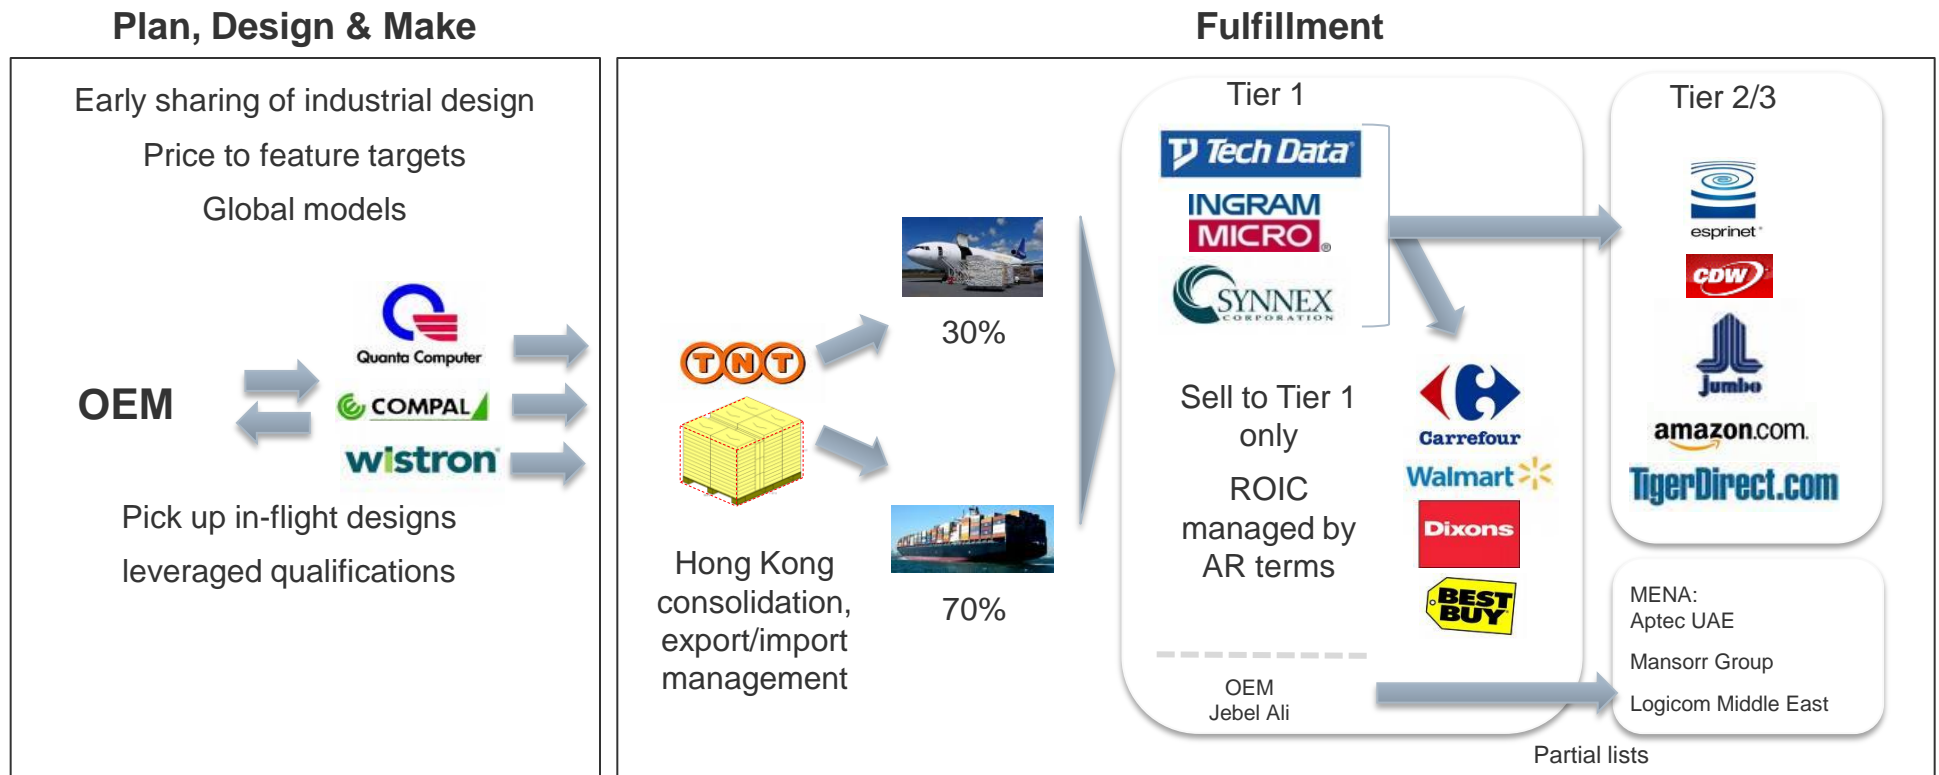 Plan, Design & Make
Early sharing of industrial design
Price to feature targets
Global models
OEM
Quanta Computer
COMPAL
wistron
Pick up in-flight designs
leveraged qualifications
Fulfillment
TNT
Hong Kong
consolidation,
export/import
management
30%
70%
Tier 1
Tech Data
INGRAM
MICRO
SYNNEX
CORPORATION
Sell to Tier 1
only
ROIC
managed by
AR terms
Carrefour
Walmart
Dixons
BEST
BUY
OEM
Jebel Ali
Tier 2/3
esprinet
CDW
Jumbo
amazon.com.
TigerDirect.com
MENA:
Aptec UAE
Mansorr Group
Logicom Middle East
Partial lists